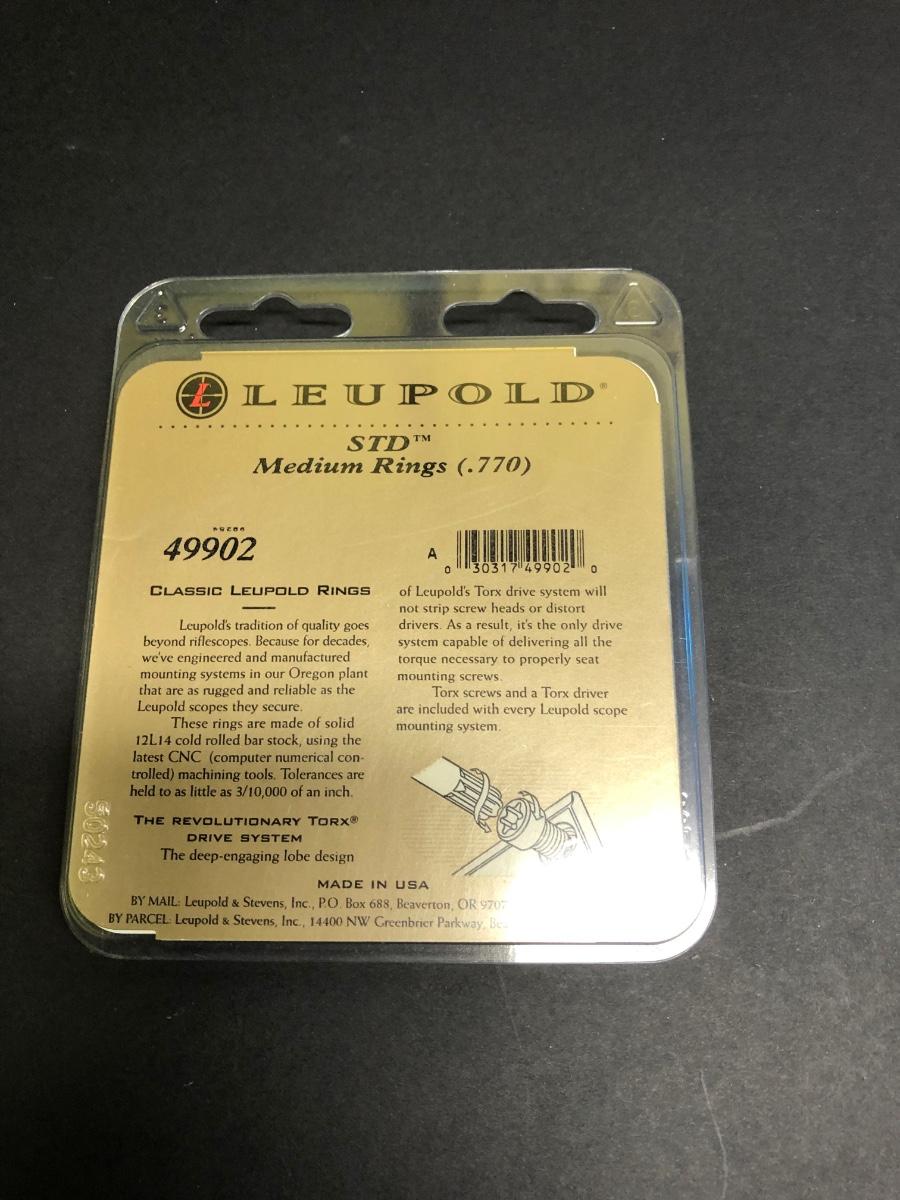 LEUPOLD®
STD™
Medium Rings (.770)
49902
A
0 30317 49902 0
CLASSIC LEUPOLD RINGS
Leupold's tradition of quality goes
beyond riflescopes. Because for decades,
we've engineered and manufactured
mounting systems in our Oregon plant
that are as rugged and reliable as the
Leupold scopes they secure.
These rings are made of solid
12L14 cold rolled bar stock, using the
latest CNC (computer numerical con-
trolled) machining tools. Tolerances are
held to as little as 3/10,000 of an inch.
THE REVOLUTIONARY TORX®
DRIVE SYSTEM
The deep-engaging lobe design
of Leupold's Torx drive system will
not strip screw heads or distort
drivers. As a result, it's the only drive
system capable of delivering all the
torque necessary to properly seat
mounting screws.
Torx screws and a Torx driver
are included with every Leupold scope
mounting system.
50243
MADE IN USA
BY MAIL: Leupold & Stevens, Inc., P.O. Box 688, Beaverton, OR
BY PARCEL: Leupold & Stevens, Inc., 14400 NW Greenbrier Parkway,